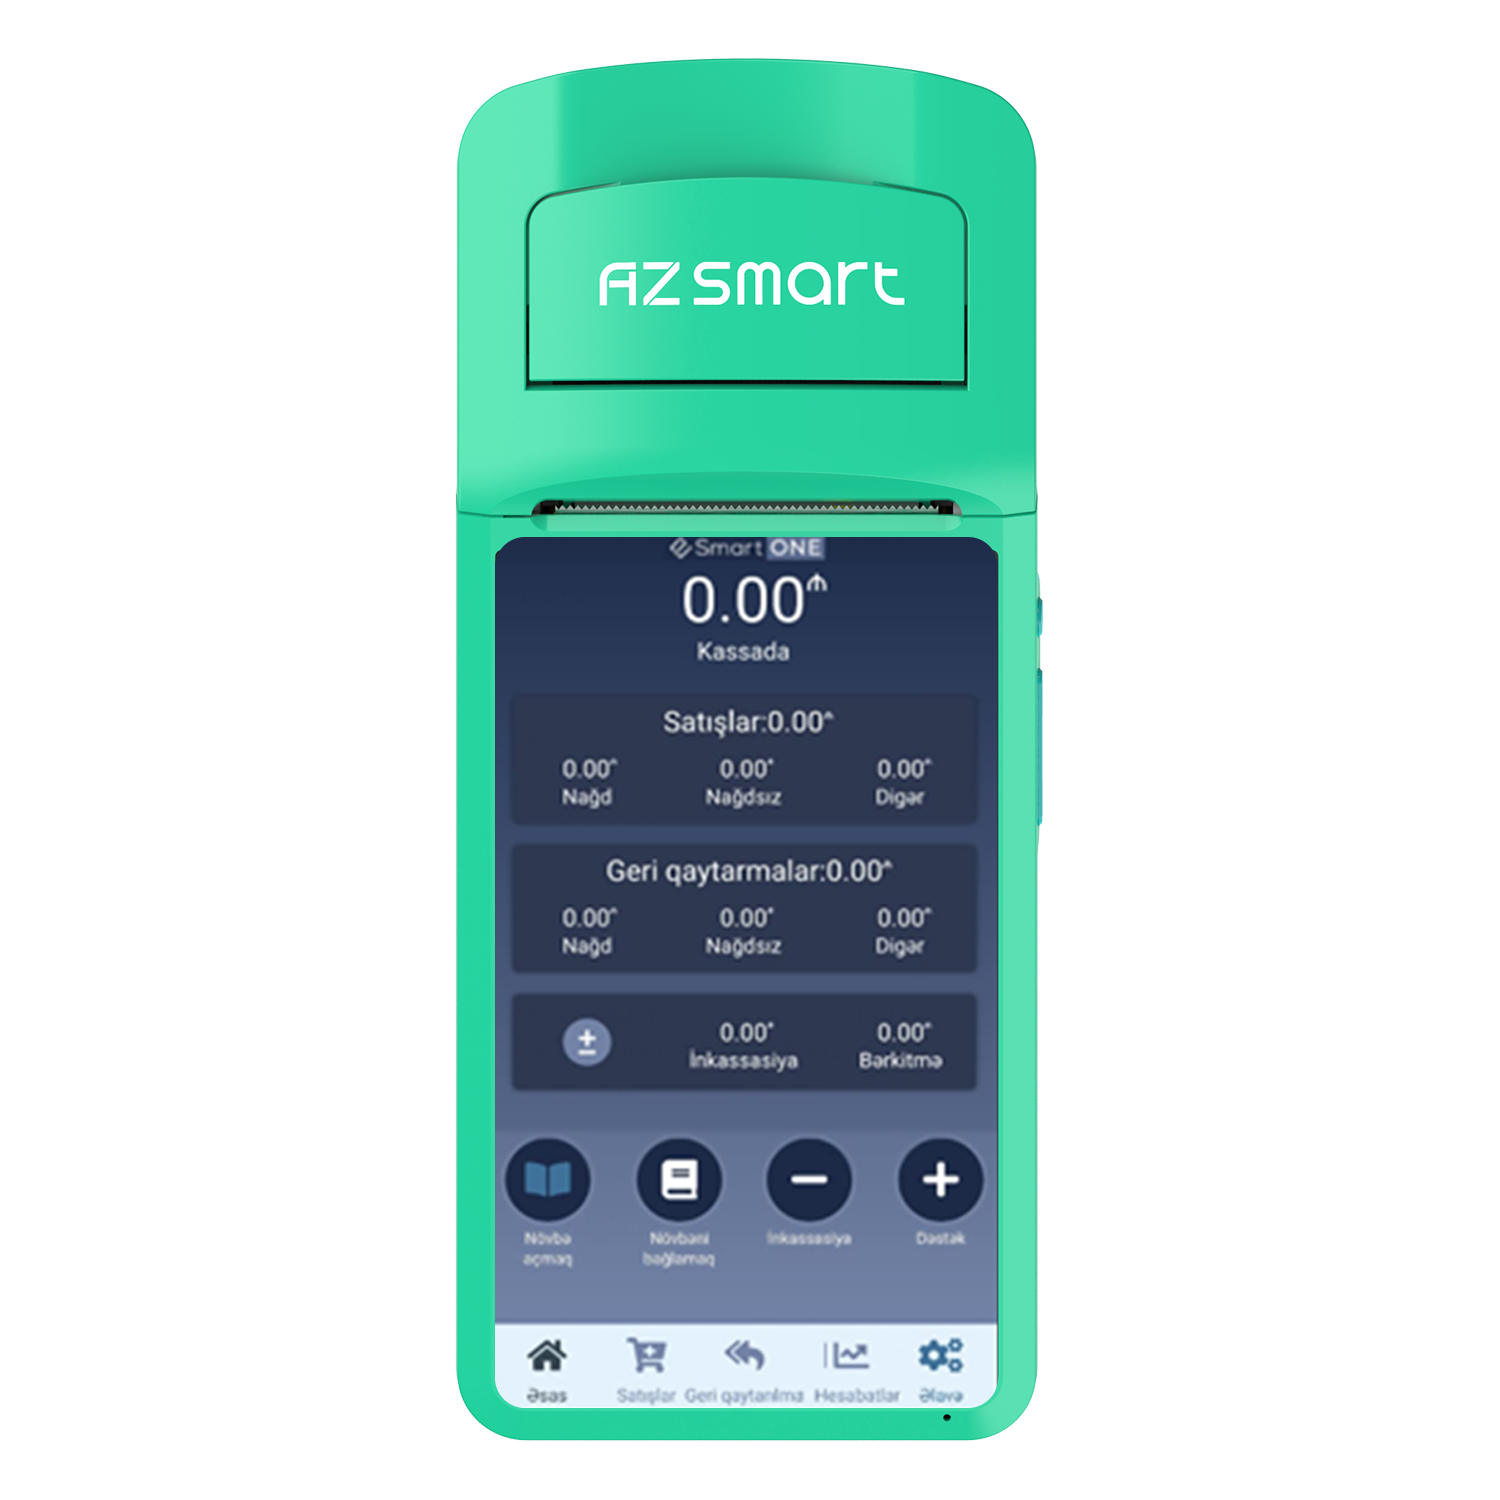 AZSMART
Smart ONE
0.00₼
Kassada
Satışlar:0.00₼
0.00₼ 0.00₼ 0.00₼
Nağd Nağdsız Digər
Geri qaytarmalar:0.00₼
0.00₼ 0.00₼ 0.00₼
Nağd Nağdsız Digər
0.00₼ 0.00₼
İnkassasiya Bərkitmə
Növbə açmaq
Növbəni bağlamaq
İnkassasiya
Dəstək
Əsas Satışlar Geri qaytarılma Hesabatlar Əlavə